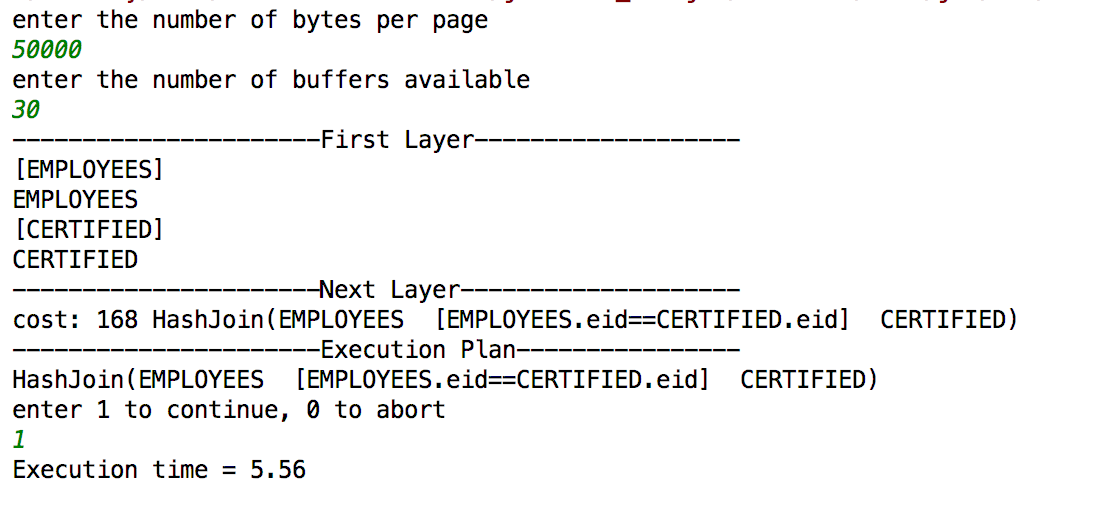 enter the number of bytes per page
50000
enter the number of buffers available
30
----------------------First Layer-------------------
[EMPLOYEES]
EMPLOYEES
[CERTIFIED]
CERTIFIED
----------------------Next Layer--------------------
cost: 168 HashJoin(EMPLOYEES  [EMPLOYEES.eid==CERTIFIED.eid]  CERTIFIED)
----------------------Execution Plan----------------
HashJoin(EMPLOYEES  [EMPLOYEES.eid==CERTIFIED.eid]  CERTIFIED)
enter 1 to continue, 0 to abort
1
Execution time = 5.56